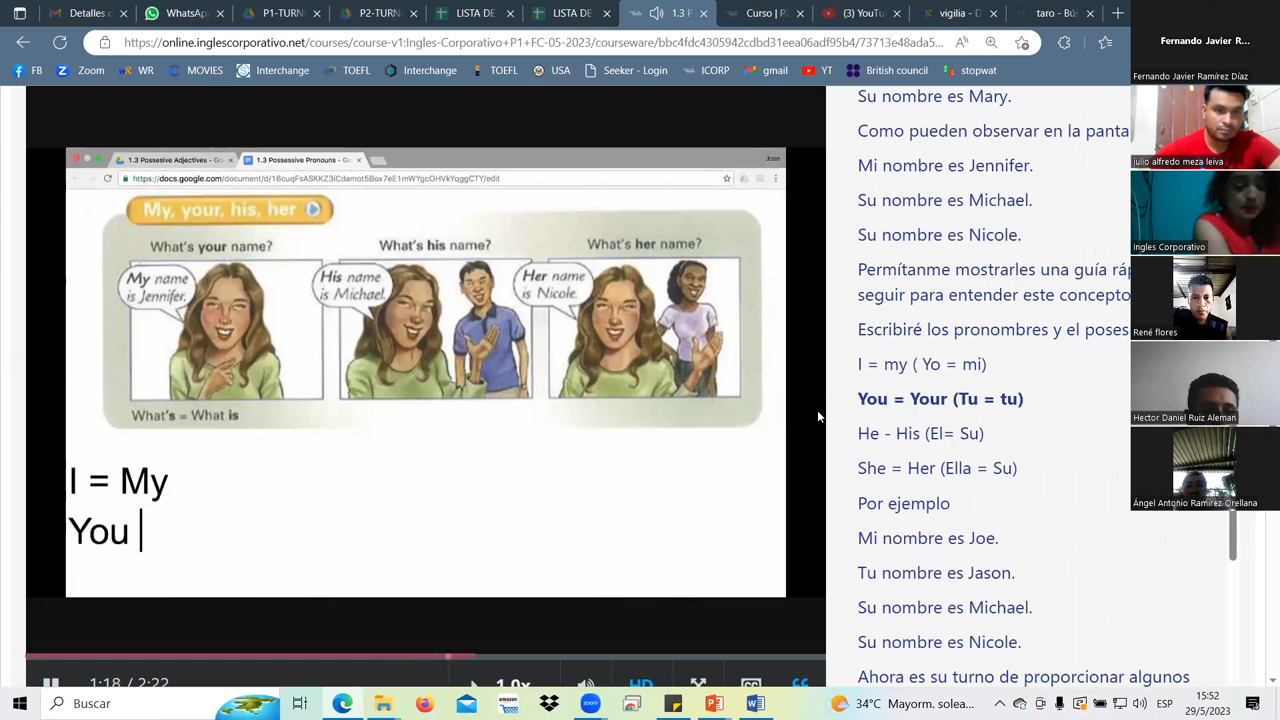 Detalles c
WhatsApp
P1-TURN
P2-TURN
LISTA DE
LISTA DE
1.3 P
Curso | P2
(3) YouTu
vigilia - D
taro - Bús
https://online.inglescorporativo.net/courses/course-v1:Ingles-Corporativo+P1+FC-05-2023/courseware/bbc4fdc4305942cdbd31eea06adf95b4/73713e48ada5...
FB
Zoom
WR
MOVIES
Interchange
TOEFL
Interchange
TOEFL
USA
Seeker - Login
ICORP
gmail
YT
British council
stopwat
1.3 Possesive Adjectives - Go
1.3 Possessive Pronouns - Go
Jose
https://docs.google.com/document/d/16cuqFsASKKZ3iCdamot5Box7eE1mWYgcOHVkYqggCTY/edit
My, your, his, her
What's your name?
What's his name?
What's her name?
My name
is Jennifer.
His name
is Michael.
Her name
is Nicole.
What's = What is
I = My
You
1:18 / 2:22
1.0x
HD
Su nombre es Mary.
Como pueden observar en la panta
Mi nombre es Jennifer.
Su nombre es Michael.
Su nombre es Nicole.
Permítanme mostrarles una guía ráp
seguir para entender este concepto
Escribiré los pronombres y el poses
I = my ( Yo = mi)
You = Your (Tu = tu)
He - His (El= Su)
She = Her (Ella = Su)
Por ejemplo
Mi nombre es Joe.
Tu nombre es Jason.
Su nombre es Michael.
Su nombre es Nicole.
Ahora es su turno de proporcionar algunos
Fernando Javier R...
Fernando Javier Ramírez Díaz
julio alfredo meza leiva
Ingles Corporativo
René flores
Hector Daniel Ruiz Aleman
Ángel Antonio Ramirez Orellana
Buscar
amazon
34°C
Mayorm. solea...
ESP
15:52
29/5/2023